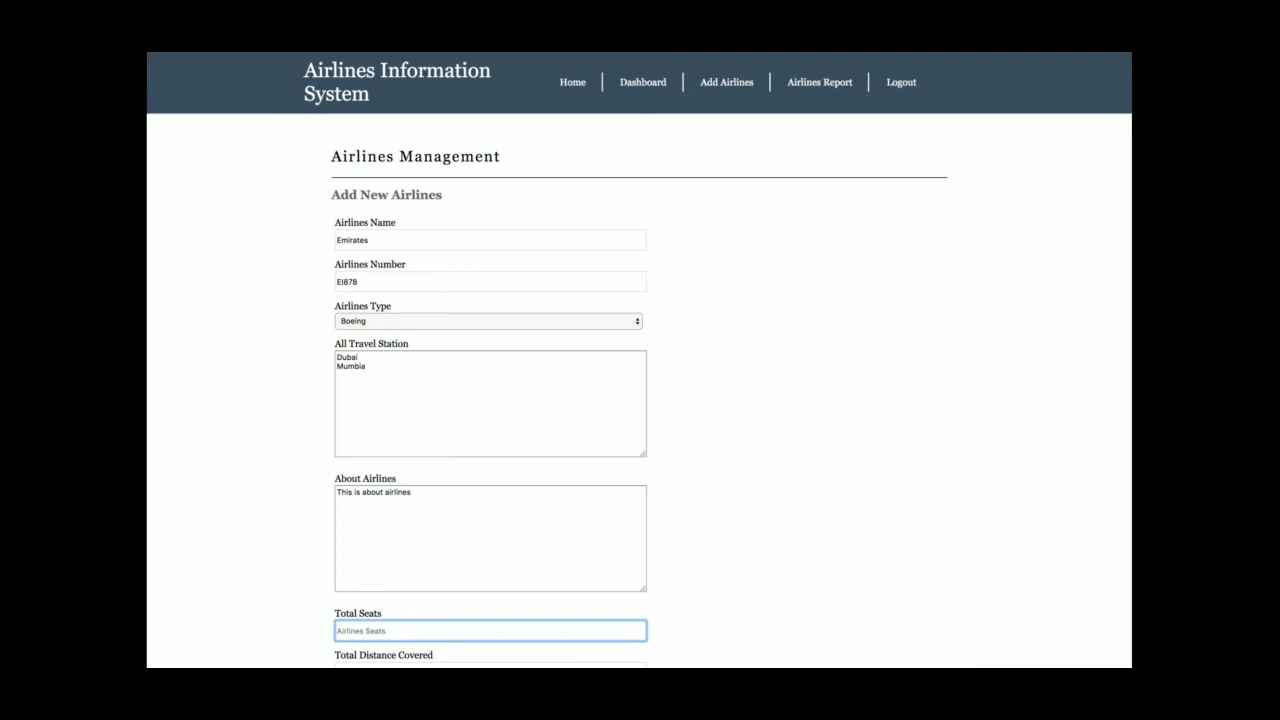 Airlines Information
System
Home
Dashboard
Add Airlines
Airlines Report
Logout
Airlines Management
Add New Airlines
Airlines Name
Emirates
Airlines Number
EI878
Airlines Type
Boeing
All Travel Station
Dubai
Mumbia
About Airlines
This is about airlines
Total Seats
Airlines Seats
Total Distance Covered